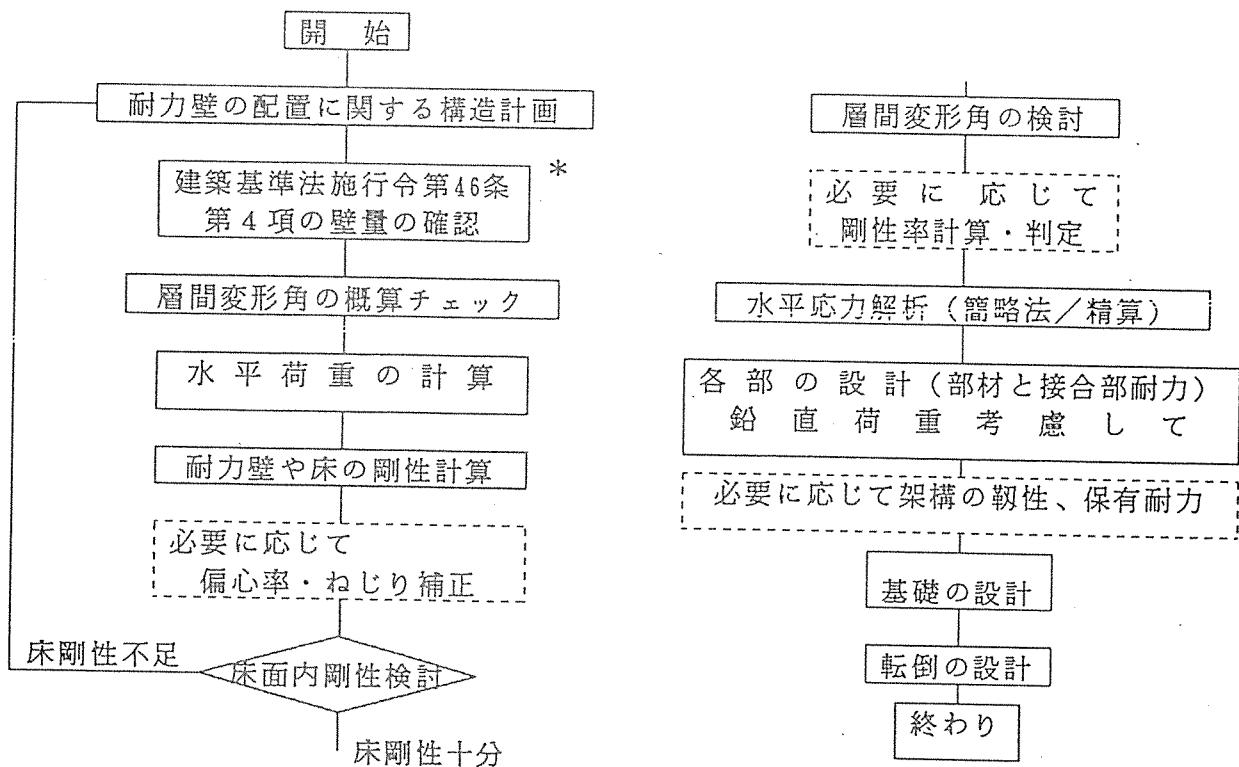 開始
耐力壁の配置に関する構造計画
建築基準法施行令第46条
第4項の壁量の確認
*
層間変形角の概算チェック
水平荷重の計算
耐力壁や床の剛性計算
必要に応じて
偏心率・ねじり補正
床剛性不足
床面内剛性検討
床剛性十分
層間変形角の検討
必要に応じて
剛性率計算・判定
水平応力解析(簡略法/精算)
各部の設計(部材と接合部耐力)
鉛直荷重考慮して
必要に応じて架構の靱性、保有耐力
基礎の設計
転倒の設計
終わり